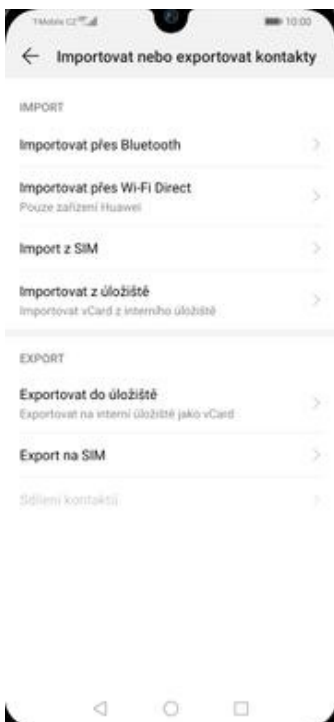 T-Mobile CZ
10:00
Importovat nebo exportovat kontakty
IMPORT
Importovat přes Bluetooth
Importovat přes Wi-Fi Direct
Pouze zařízení Huawei
Import z SIM
Importovat z úložiště
Importovat vCard z interního úložiště
EXPORT
Exportovat do úložiště
Exportovat na interní úložiště jako vCard
Export na SIM
Sdílení kontaktů